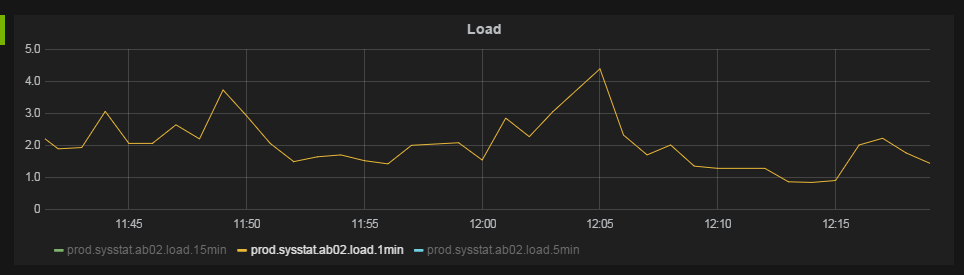 Load
5.0
4.0
3.0
2.0
1.0
0
11:45 11:50 11:55 12:00 12:05 12:10 12:15
prod.sysstat.ab02.load.15min prod.sysstat.ab02.load.1min prod.sysstat.ab02.load.5min